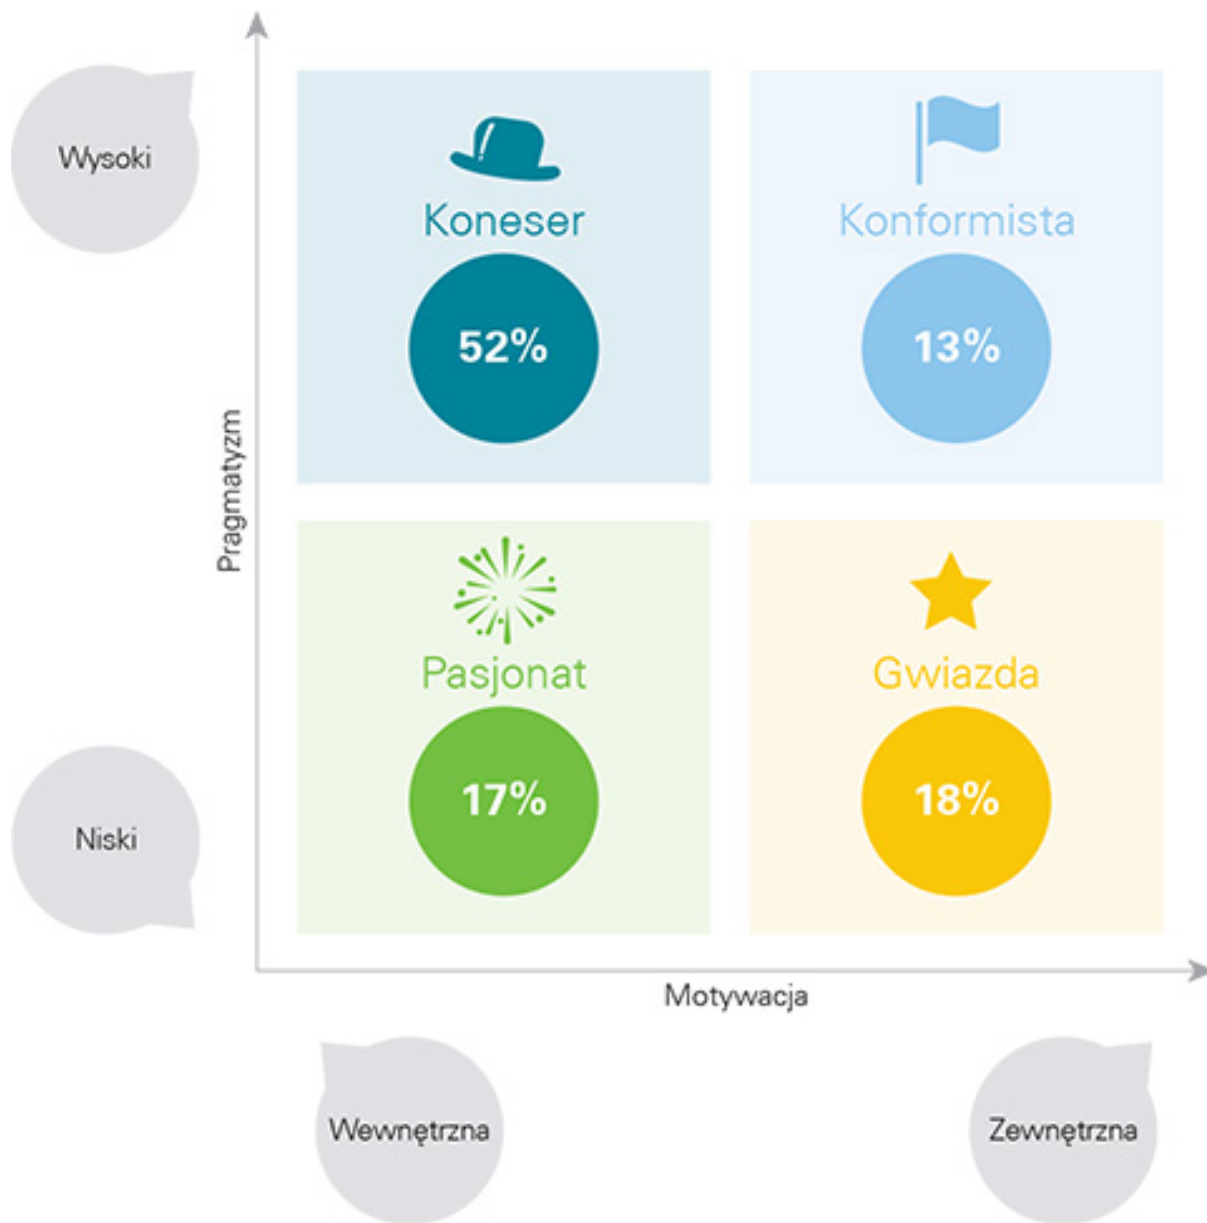 Wysoki
Koneser
Konformista
52%
13%
Pragmatyzm
Pasjonat
Gwiazda
17%
18%
Niski
Motywacja
Wewnętrzna
Zewnętrzna